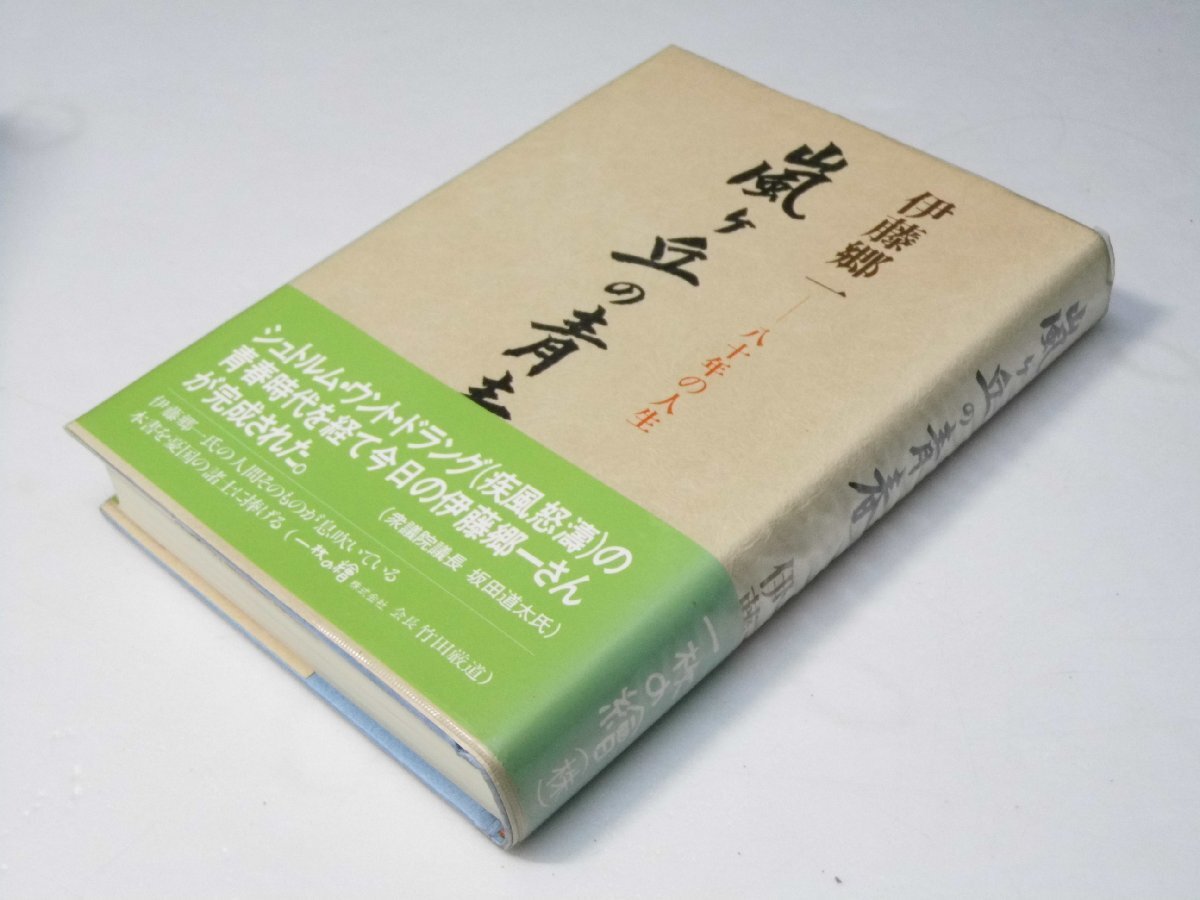 伊藤郷一
八十年の人生
嵐ヶ丘の青春
シュトルム・ウント・ドラング(疾風怒濤)の
青春時代を経て今日の伊藤郷一さん
が完成された。
(衆議院議長 坂田道太氏)
伊藤郷一氏の人間そのものが息吹いている
本書を憂国の諸士に捧げる(一枚の繪株式会社 会長 竹田厳道)
嵐ヶ丘の青春 伊藤
一枚の繪(株)